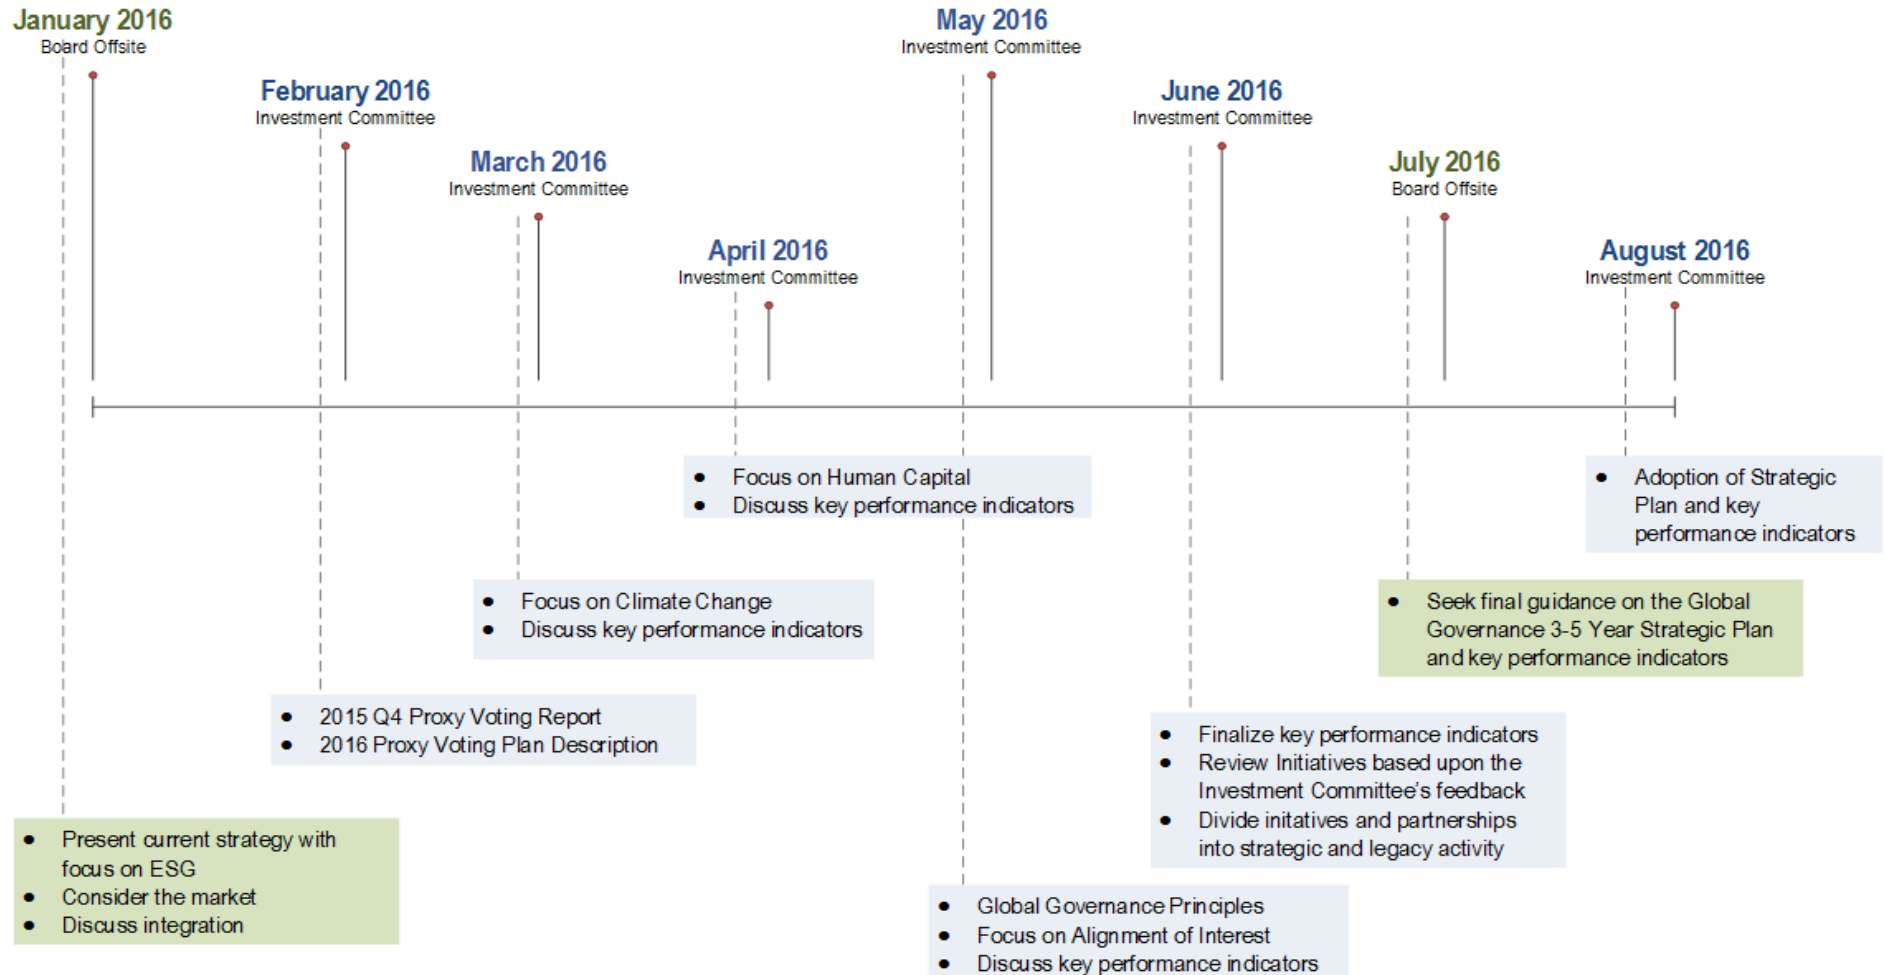 January 2016
Board Offsite
February 2016
Investment Committee
March 2016
Investment Committee
April 2016
Investment Committee
May 2016
Investment Committee
June 2016
Investment Committee
July 2016
Board Offsite
August 2016
Investment Committee
● Focus on Human Capital
● Discuss key performance indicators
● Adoption of Strategic
Plan and key
performance indicators
● Focus on Climate Change
● Discuss key performance indicators
● Seek final guidance on the Global
Governance 3-5 Year Strategic Plan
and key performance indicators
● 2015 Q4 Proxy Voting Report
● 2016 Proxy Voting Plan Description
● Finalize key performance indicators
● Review Initiatives based upon the
Investment Committee's feedback
● Divide initatives and partnerships
into strategic and legacy activity
● Present current strategy with
focus on ESG
● Consider the market
● Discuss integration
● Global Governance Principles
● Focus on Alignment of Interest
● Discuss key performance indicators